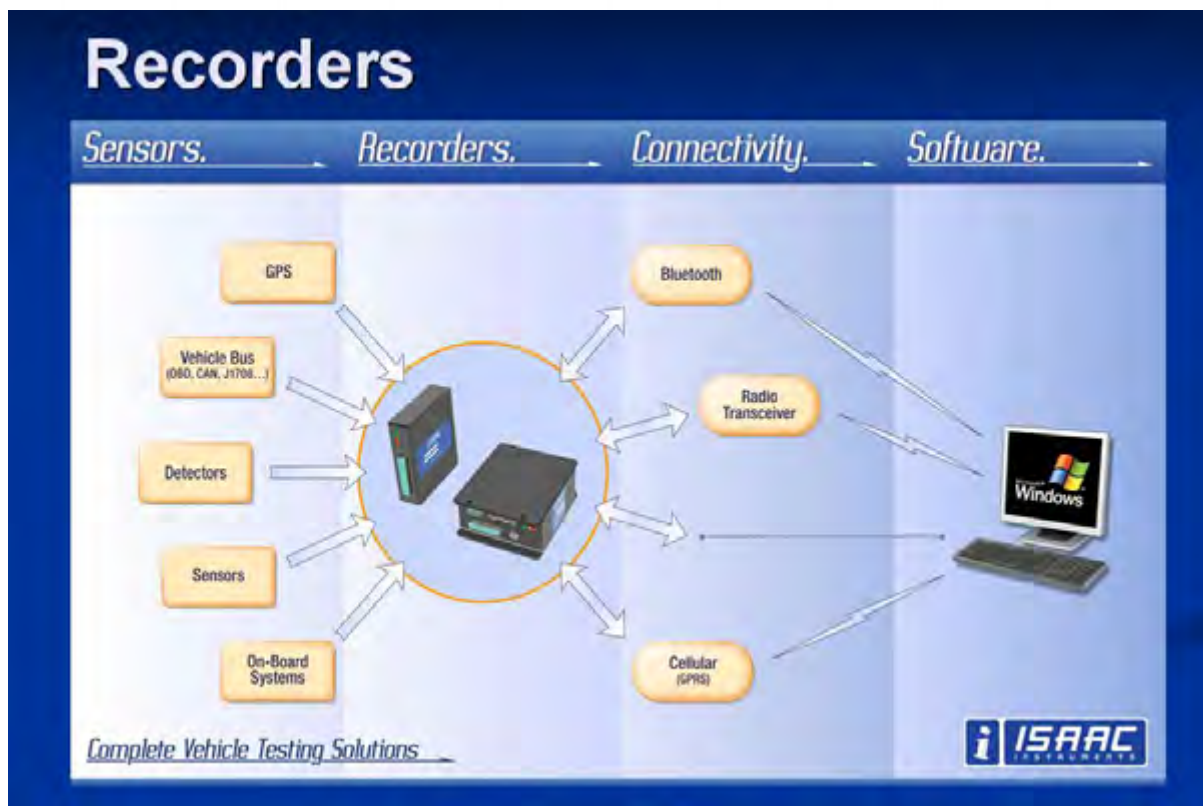 Recorders
Sensors.
Recorders.
Connectivity.
Software.
GPS
Vehicle Bus
(OBD, CAN, J1708...)
Detectors
Sensors
On-Board
Systems
Bluetooth
Radio
Transceiver
Cellular
(GPRS)
Windows
Complete Vehicle Testing Solutions
i ISAAC
INSTRUMENTS